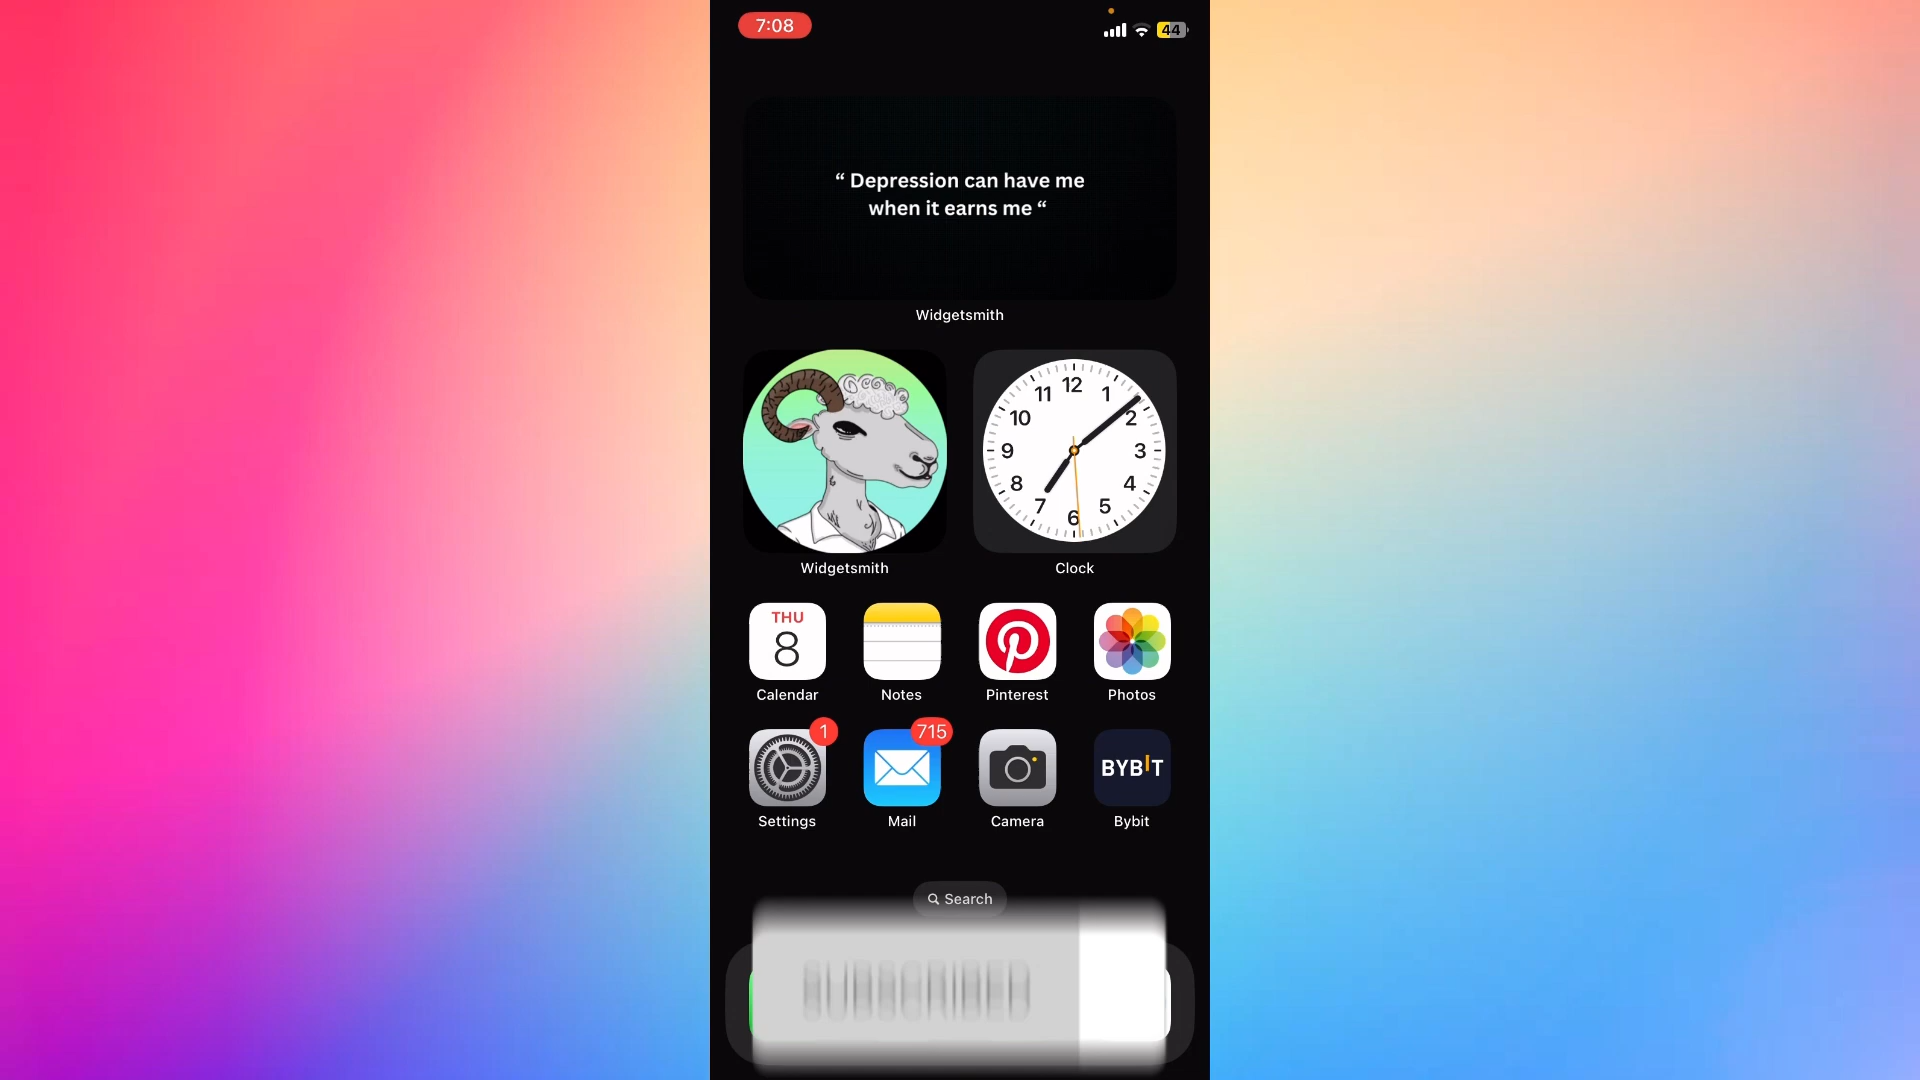 7:08
44
“ Depression can have me
when it earns me “
Widgetsmith
12
11
1
10
2
9
3
8
4
7
5
6
Widgetsmith
Clock
THU
8
Calendar
Notes
Pinterest
Photos
1
715
BYBIT
Settings
Mail
Camera
Bybit
Search